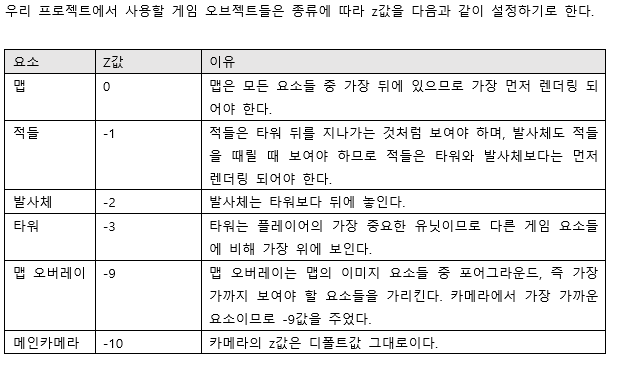 우리 프로젝트에서 사용할 게임 오브젝트들은 종류에 따라 z값을 다음과 같이 설정하기로 한다.
요소 Z값 이유
맵 0 맵은 모든 요소들 중 가장 뒤에 있으므로 가장 먼저 렌더링 되
어야 한다.
적들 -1 적들은 타워 뒤를 지나가는 것처럼 보여야 하며, 발사체도 적들
을 때릴 때 보여야 하므로 적들은 타워와 발사체보다는 먼저
렌더링 되어야 한다.
발사체 -2 발사체는 타워보다 뒤에 놓인다.
타워 -3 타워는 플레이어의 가장 중요한 유닛이므로 다른 게임 요소들
에 비해 가장 위에 보인다.
맵 오버레이 -9 맵 오버레이는 맵의 이미지 요소들 중 포어그라운드, 즉 가장
가까지 보여야 할 요소들을 가리킨다. 카메라에서 가장 가까운
요소이므로 -9값을 주었다.
메인카메라 -10 카메라의 z값은 디폴트값 그대로이다.